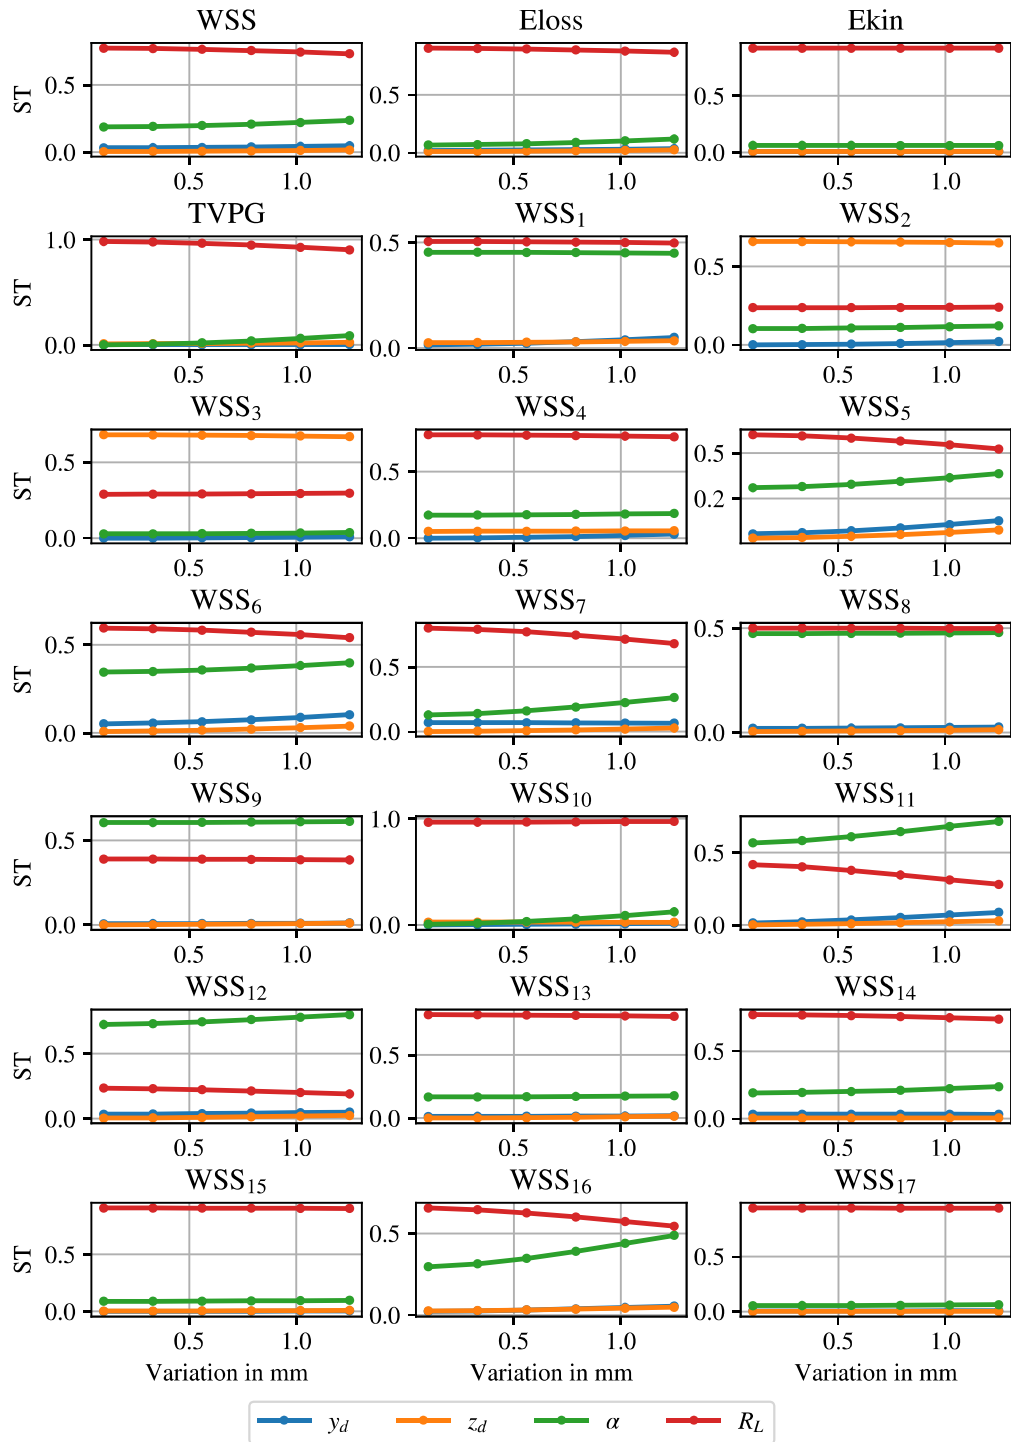 WSS Eloss Ekin
ST 0.5 0.0 0.5 0.0 0.5 0.0
0.5 1.0 0.5 1.0 0.5 1.0
TVPG WSS₁ WSS₂
ST 1.0 0.0 0.5 0.0 0.5 0.0
0.5 1.0 0.5 1.0 0.5 1.0
WSS₃ WSS₄ WSS₅
ST 0.5 0.0 0.5 0.0 0.5 0.2
0.5 1.0 0.5 1.0 0.5 1.0
WSS₆ WSS₇ WSS₈
ST 0.5 0.0 0.5 0.0 0.5 0.0
0.5 1.0 0.5 1.0 0.5 1.0
WSS₉ WSS₁₀ WSS₁₁
ST 0.5 0.0 1.0 0.0 0.5 0.0
0.5 1.0 0.5 1.0 0.5 1.0
WSS₁₂ WSS₁₃ WSS₁₄
ST 0.5 0.0 0.5 0.0 0.5 0.0
0.5 1.0 0.5 1.0 0.5 1.0
WSS₁₅ WSS₁₆ WSS₁₇
ST 0.5 0.0 0.5 0.0 0.5 0.0
0.5 1.0 0.5 1.0 0.5 1.0
Variation in mm Variation in mm Variation in mm
y_d z_d α R_L